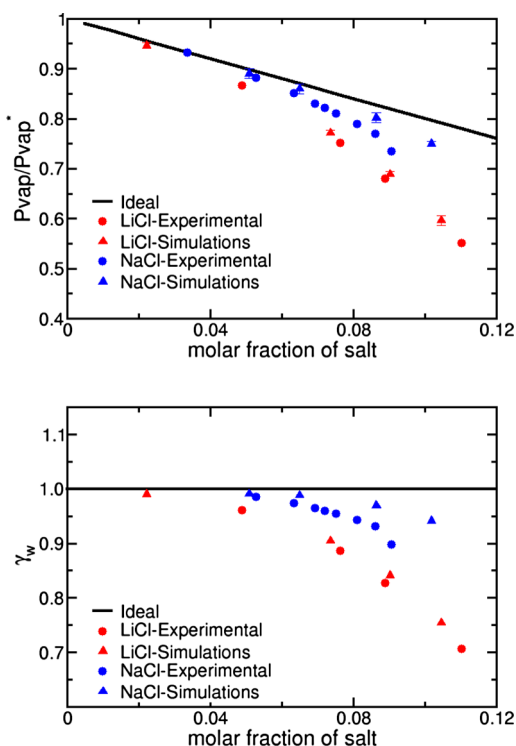 1
0.9
0.8
0.7
0.6
0.5
0.4
Pvap/Pvap*
Ideal
LiCl-Experimental
LiCl-Simulations
NaCl-Experimental
NaCl-Simulations
0 0.04 0.08 0.12
molar fraction of salt
1.1
1.0
0.9
0.8
0.7
γw
Ideal
LiCl-Experimental
LiCl-Simulations
NaCl-Experimental
NaCl-Simulations
0 0.04 0.08 0.12
molar fraction of salt